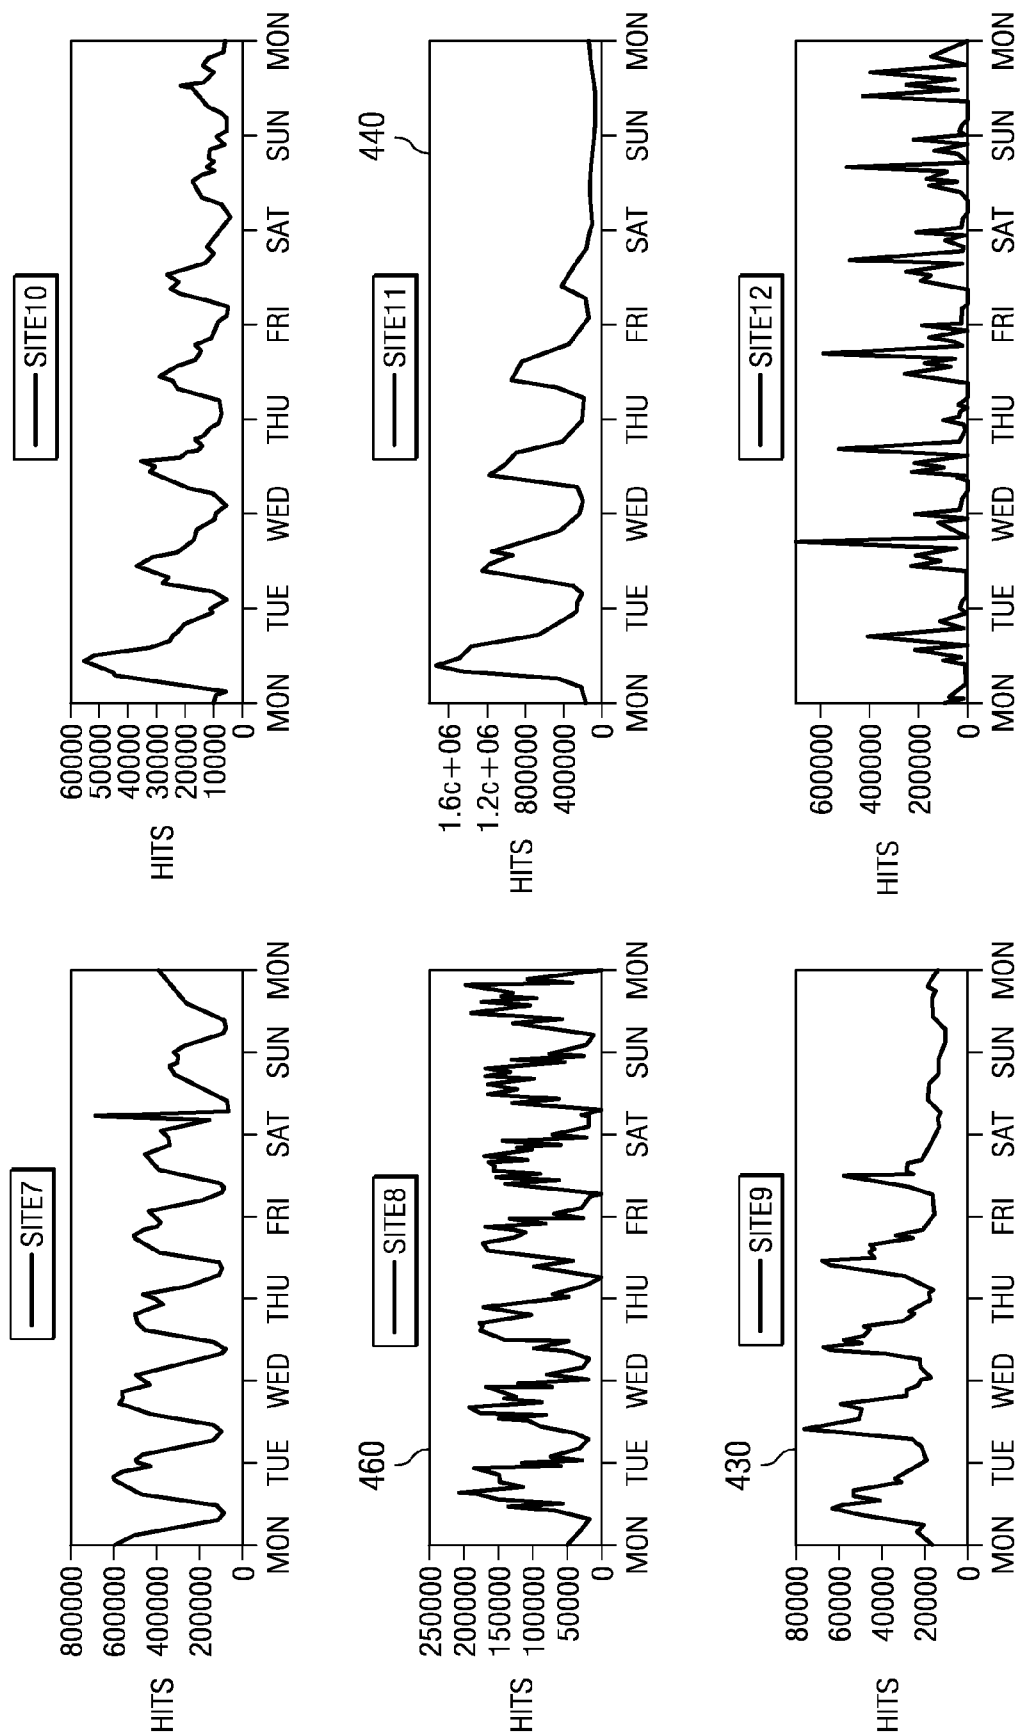 SITE7
HITS
800000
600000
400000
200000
0
MON TUE WED THU FRI SAT SUN MON
SITE10
HITS
60000
50000
40000
30000
20000
10000
0
MON TUE WED THU FRI SAT SUN MON
460
SITE8
HITS
250000
200000
150000
100000
50000
0
MON TUE WED THU FRI SAT SUN MON
SITE11
440
HITS
1.6c+06
1.2c+06
800000
400000
0
MON TUE WED THU FRI SAT SUN MON
430
SITE9
HITS
80000
60000
40000
20000
0
MON TUE WED THU FRI SAT SUN MON
SITE12
HITS
600000
400000
200000
0
MON TUE WED THU FRI SAT SUN MON